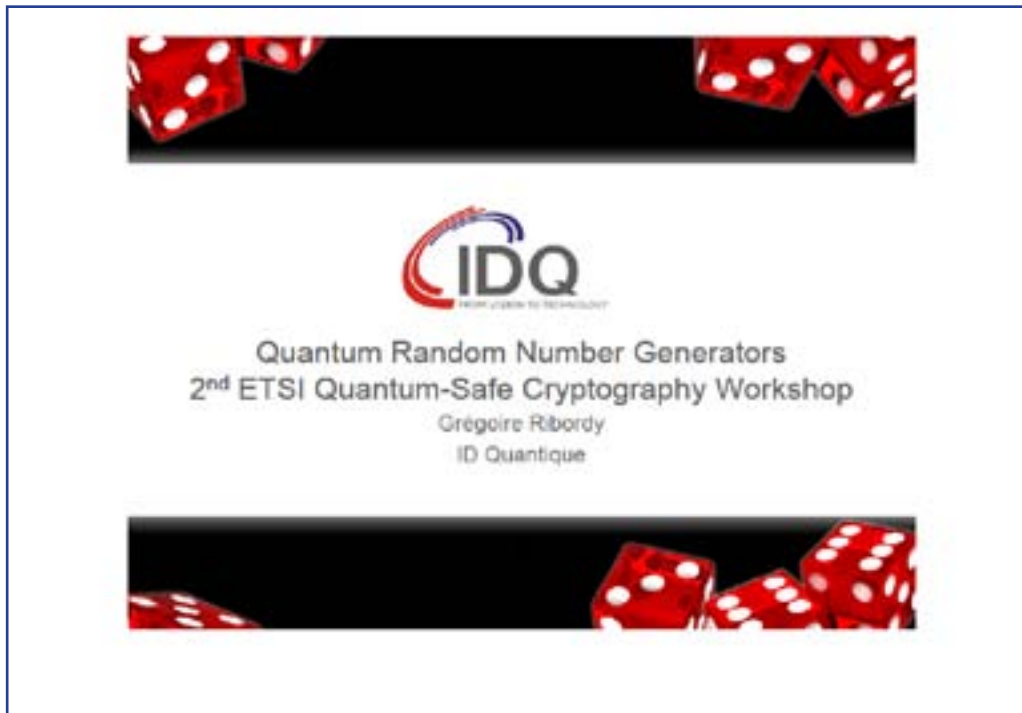 IDQ
FROM VISION TO TECHNOLOGY
Quantum Random Number Generators
2nd ETSI Quantum-Safe Cryptography Workshop
Grégoire Ribordy
ID Quantique